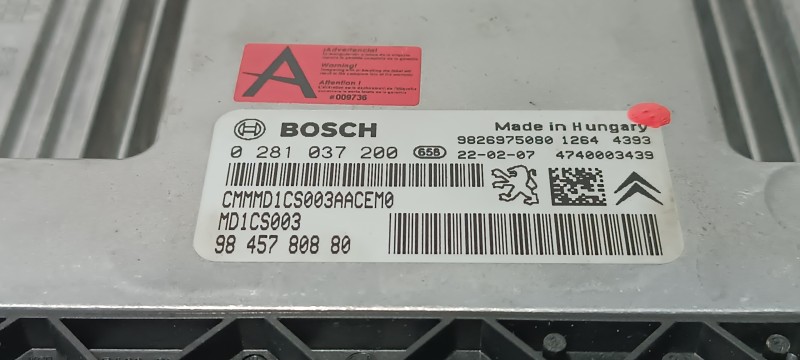 A
¡Advertencia!
Warning!
Attention !
#009736
BOSCH
Made in Hungary
9826975080 1264 4393
0 281 037 200 658 22-02-07 4740003439
CMMMD1CS003AACEM0
MD1CS003
98 457 808 80